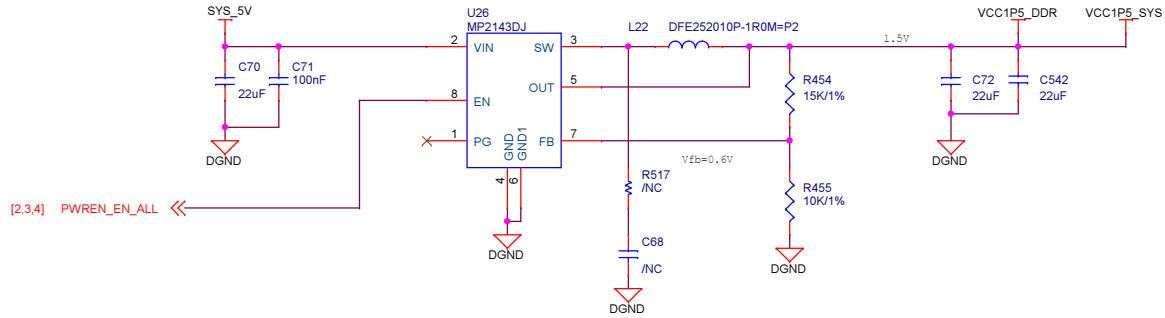 SYS_5V
U26
MP2143DJ
L22 DFE252010P-1R0M=P2
VCC1P5_DDR VCC1P5_SYS
2 VIN SW 3
1.5V
C70
22uF
C71
100nF
OUT 5
R454
15K/1%
C72
22uF
C542
22uF
8 EN
1 PG
GND
GND1
FB 7
4
6
Vfb=0.6V
DGND
DGND
R517
/NC
R455
10K/1%
[2,3,4] PWREN_EN_ALL
DGND
C68
/NC
DGND
DGND